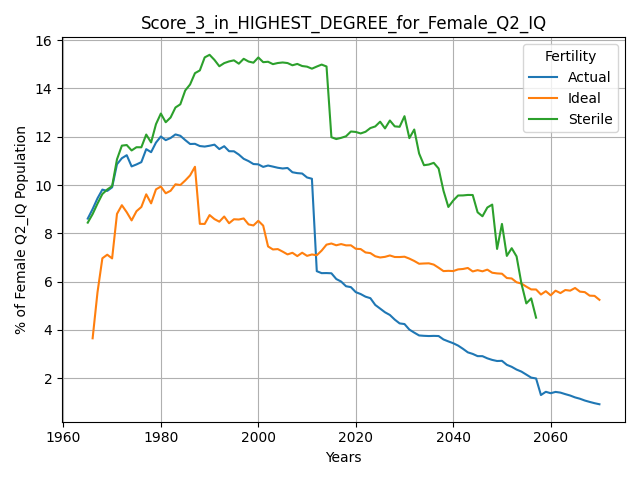 Score_3_in_HIGHEST_DEGREE_for_Female_Q2_IQ
% of Female Q2_IQ Population
16
14
12
10
8
6
4
2
Fertility
Actual
Ideal
Sterile
1960
1980
2000
2020
2040
2060
Years